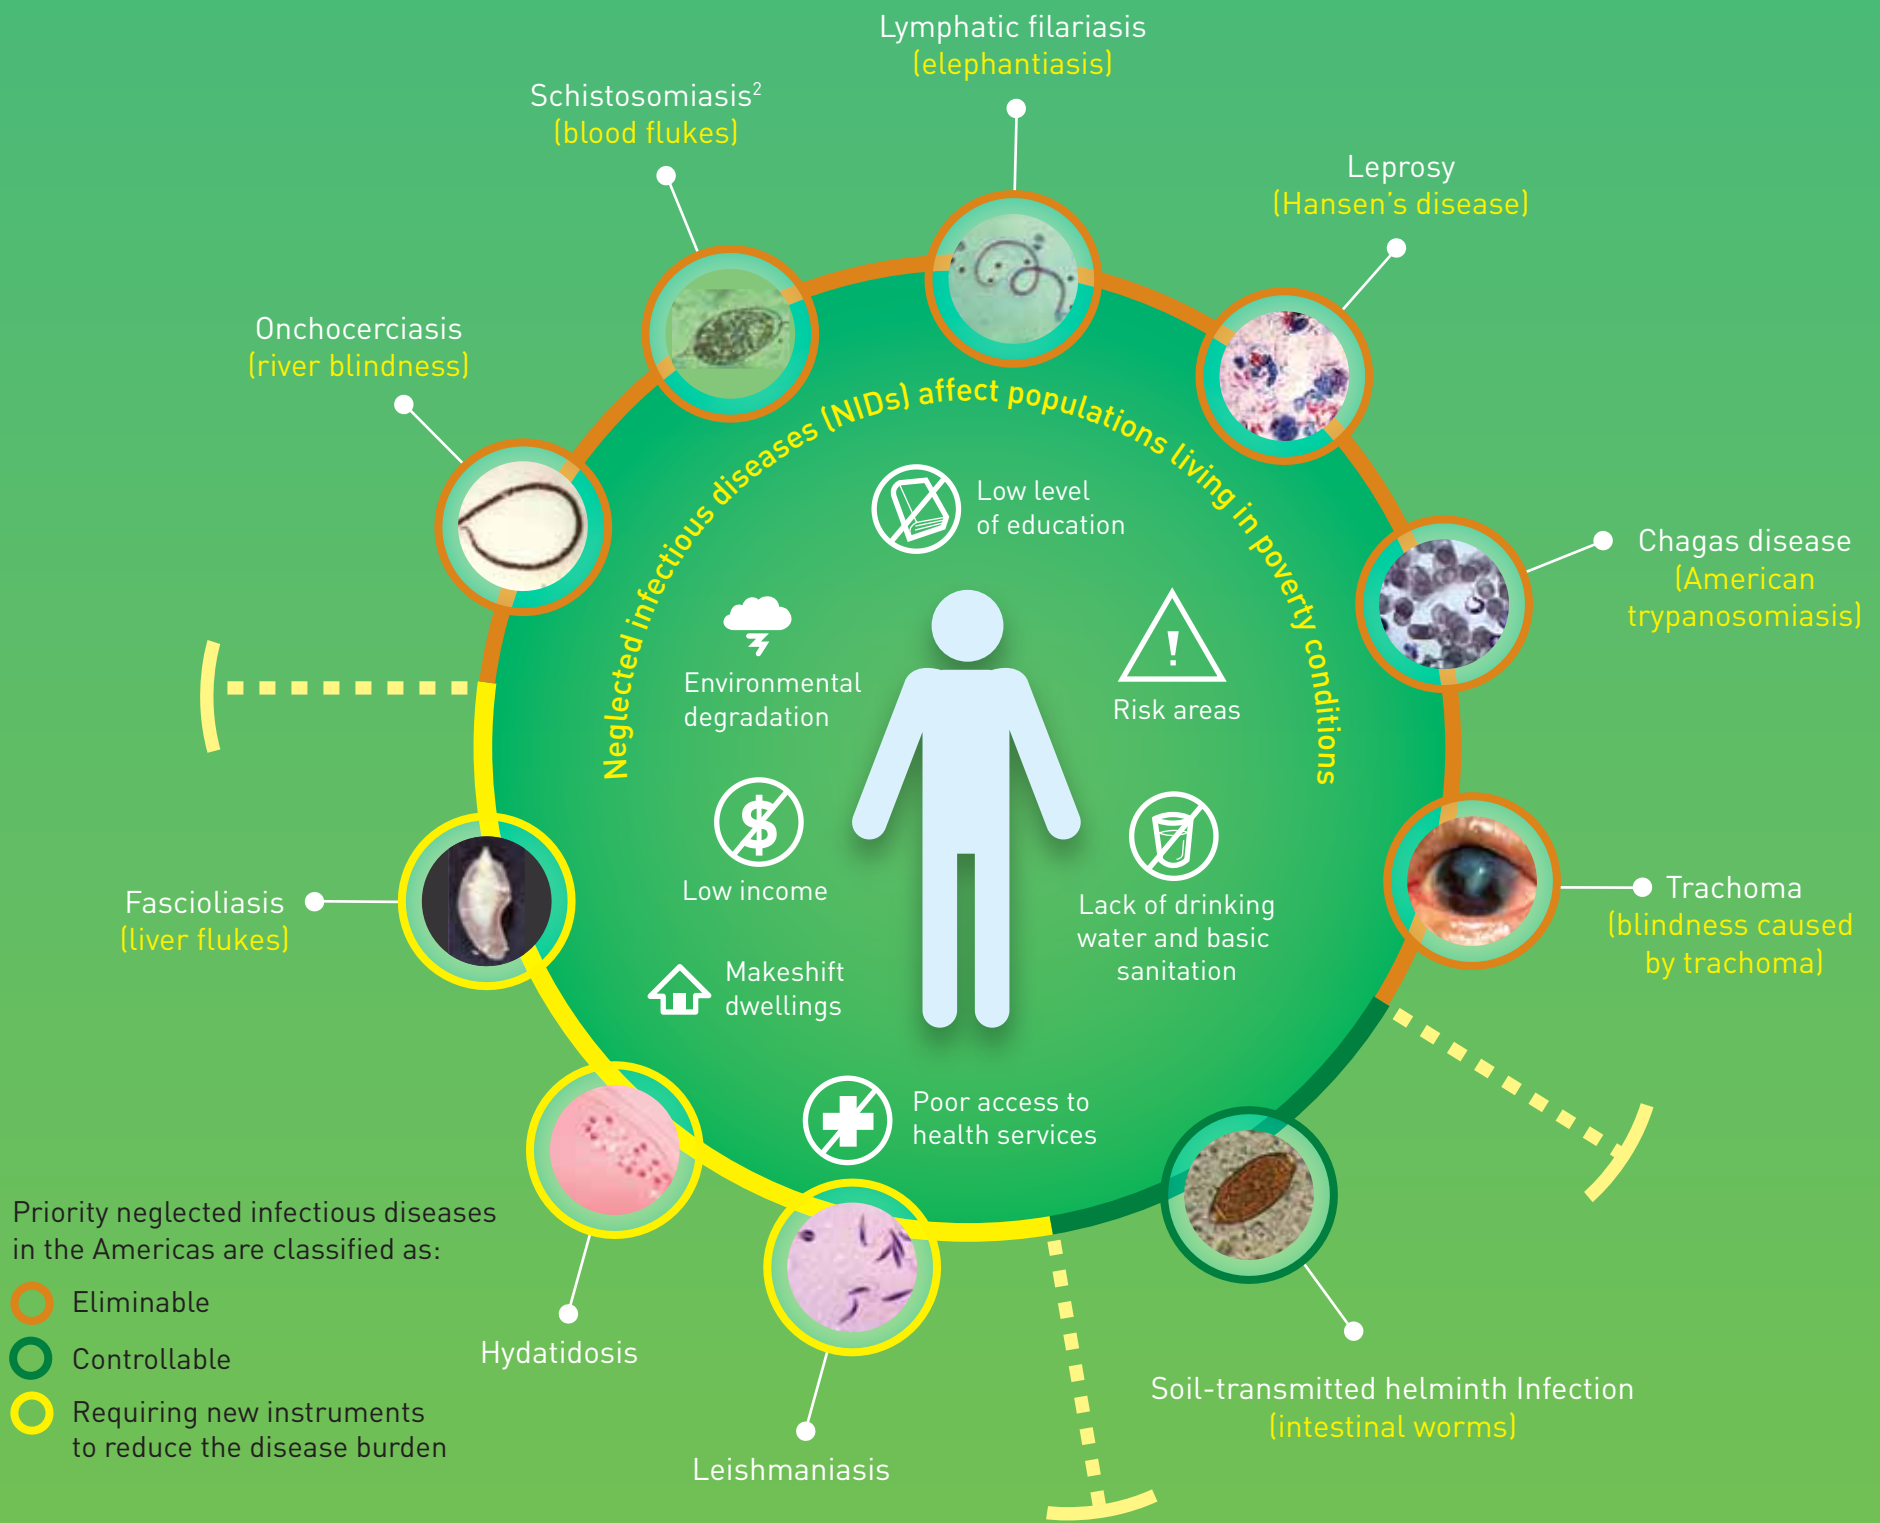 Lymphatic filariasis
(elephantiasis)
Schistosomiasis²
(blood flukes)
Leprosy
(Hansen's disease)
Onchocerciasis
(river blindness)
Chagas disease
(American
trypanosomiasis)
Neglected infectious diseases (NIDs) affect populations living in poverty conditions
Low level
of education
Environmental
degradation
!
Risk areas
$
Low income
Lack of drinking
water and basic
sanitation
Makeshift
dwellings
Poor access to
health services
Fascioliasis
(liver flukes)
Trachoma
(blindness caused
by trachoma)
Hydatidosis
Leishmaniasis
Soil-transmitted helminth Infection
(intestinal worms)
Priority neglected infectious diseases
in the Americas are classified as:
Eliminable
Controllable
Requiring new instruments
to reduce the disease burden